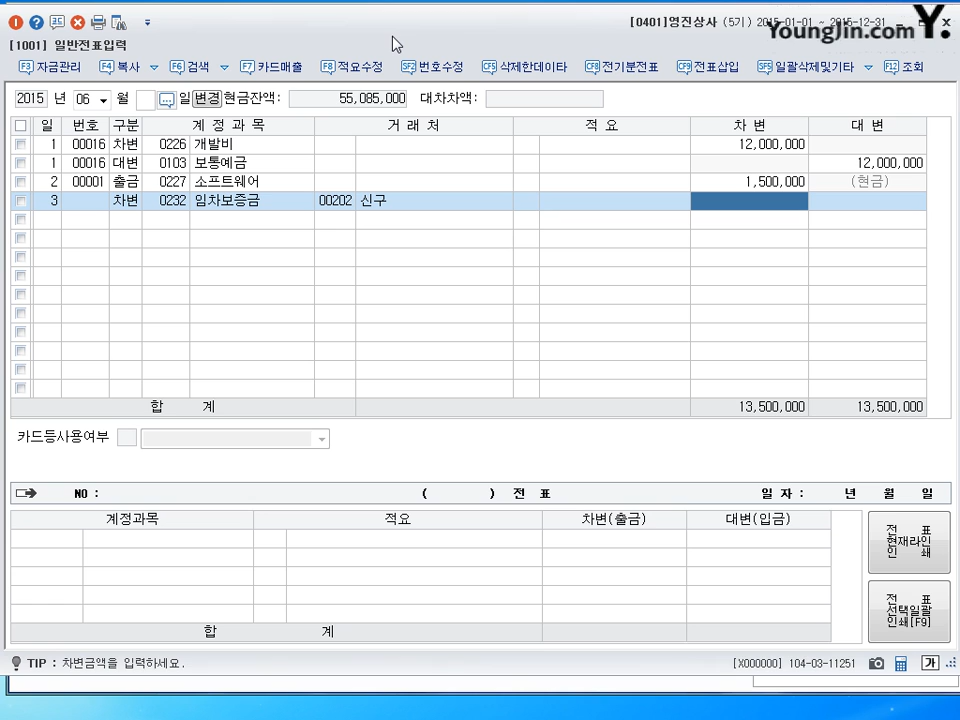 [0401]영진상사 (5기) 2015-01-01 ~ 2015-12-31
YoungJin.com Y.
[1001] 일반전표입력
F3 자금관리 F4 복사 F6 검색 F7 카드매출 F8 적요수정 SF2 번호수정 CF5 삭제한데이타 CF8 전기분전표 CF9 전표삽입 SF5 일괄삭제및기타 F12 조회
2015 년 06 월 일 변경 현금잔액: 55,085,000 대차차액:
일 번호 구분 계 정 과 목 거 래 처 적 요 차 변 대 변
1 00016 차변 0226 개발비 12,000,000
1 00016 대변 0103 보통예금 12,000,000
2 00001 출금 0227 소프트웨어 1,500,000 (현금)
3 차변 0232 임차보증금 00202 신구
합 계 13,500,000 13,500,000
카드등사용여부
NO : ( ) 전 표 일 자 : 년 월 일
계정과목 적요 차변(출금) 대변(입금)
전 표
현재라인
인 쇄
전 표
선택일괄
인쇄[F9]
합 계
TIP : 차변금액을 입력하세요. [X000000] 104-03-11251 가